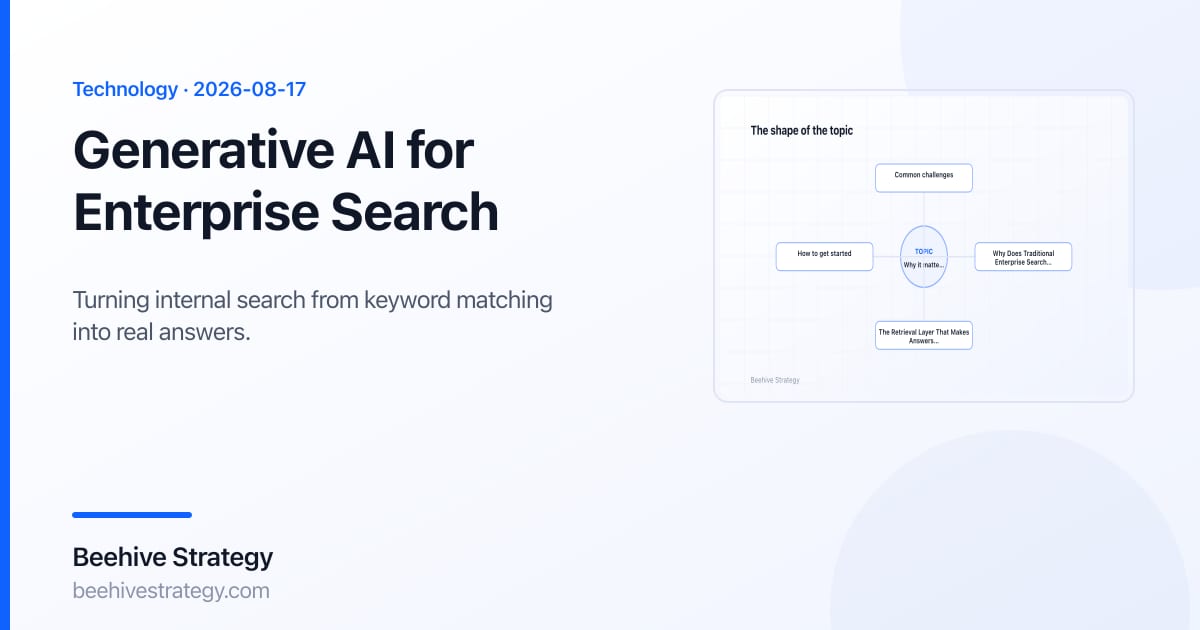 Technology · 2026-08-17
Generative AI for
Enterprise Search
Turning internal search from keyword matching
into real answers.
Beehive Strategy
beehivestrategy.com
The shape of the topic
Common challenges
How to get started
TOPIC
Why it matte...
Why Does Traditional
Enterprise Search...
The Retrieval Layer That Makes
Answers...
Beehive Strategy